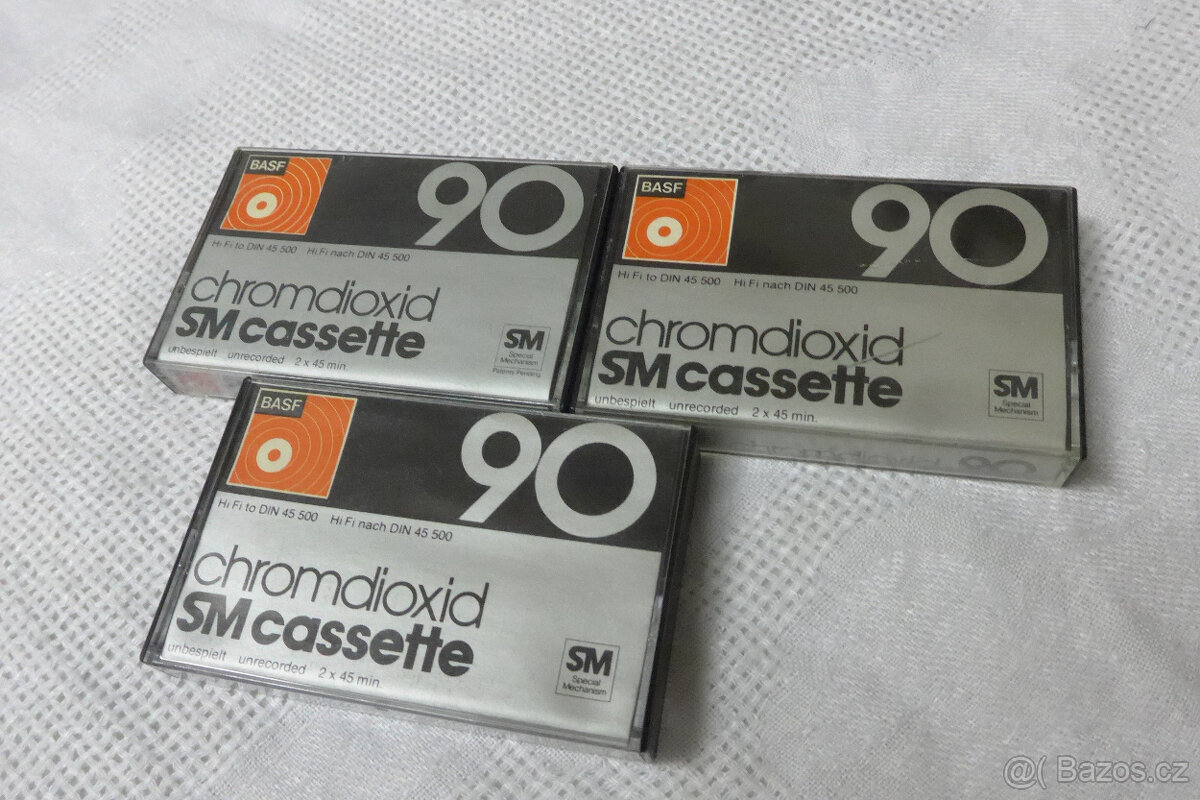 BASF
90
Hi Fi to DIN 45 500 Hi Fi nach DIN 45 500
chromdioxid
SM cassette
unbespielt unrecorded 2 x 45 min.
SM
Special
Mechanism
Patents Pending
BASF
90
Hi Fi to DIN 45 500 Hi Fi nach DIN 45 500
chromdioxid
SM cassette
unbespielt unrecorded 2 x 45 min.
SM
Special
Mechanism
90
BASF
90
Hi Fi to DIN 45 500 Hi Fi nach DIN 45 500
chromdioxid
SM cassette
unbespielt unrecorded 2 x 45 min.
SM
Special
Mechanism
@( Bazos.cz